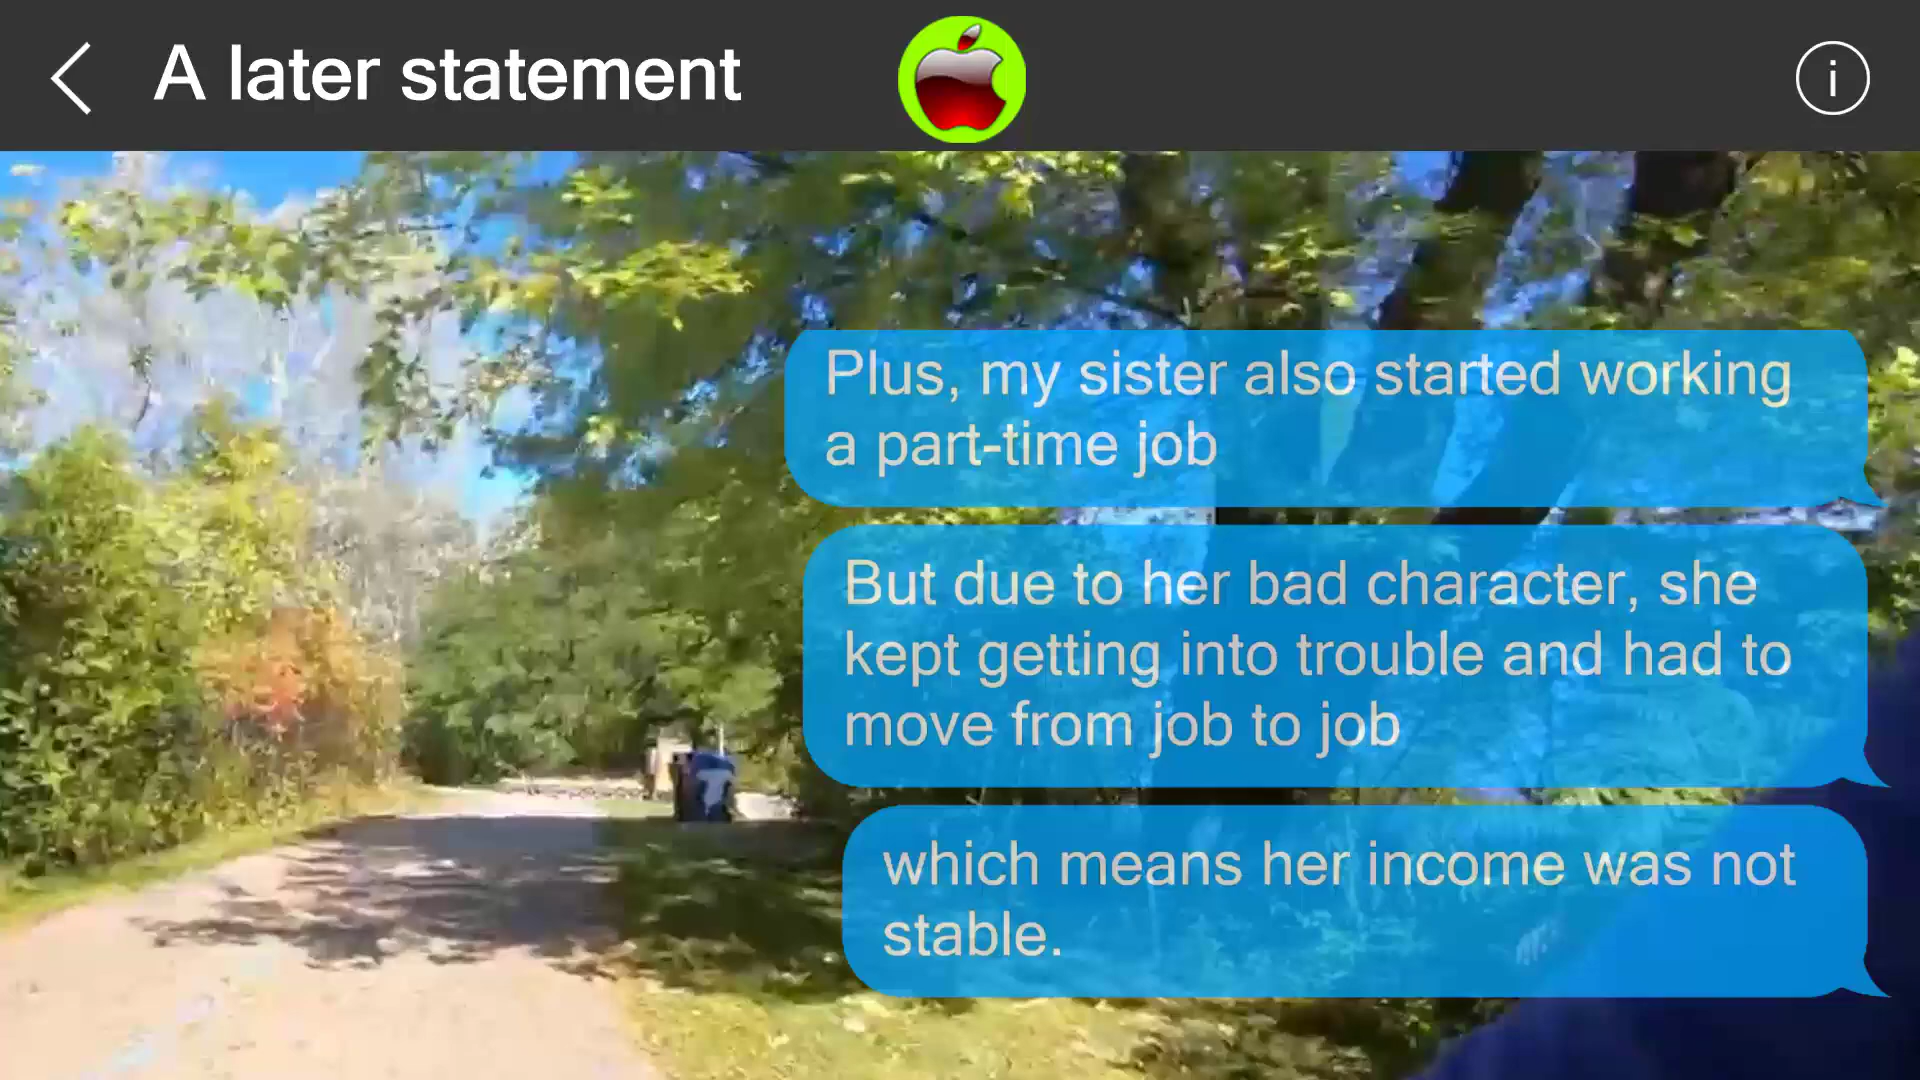 A later statement
i
Plus, my sister also started working
a part-time job
But due to her bad character, she
kept getting into trouble and had to
move from job to job
which means her income was not
stable.